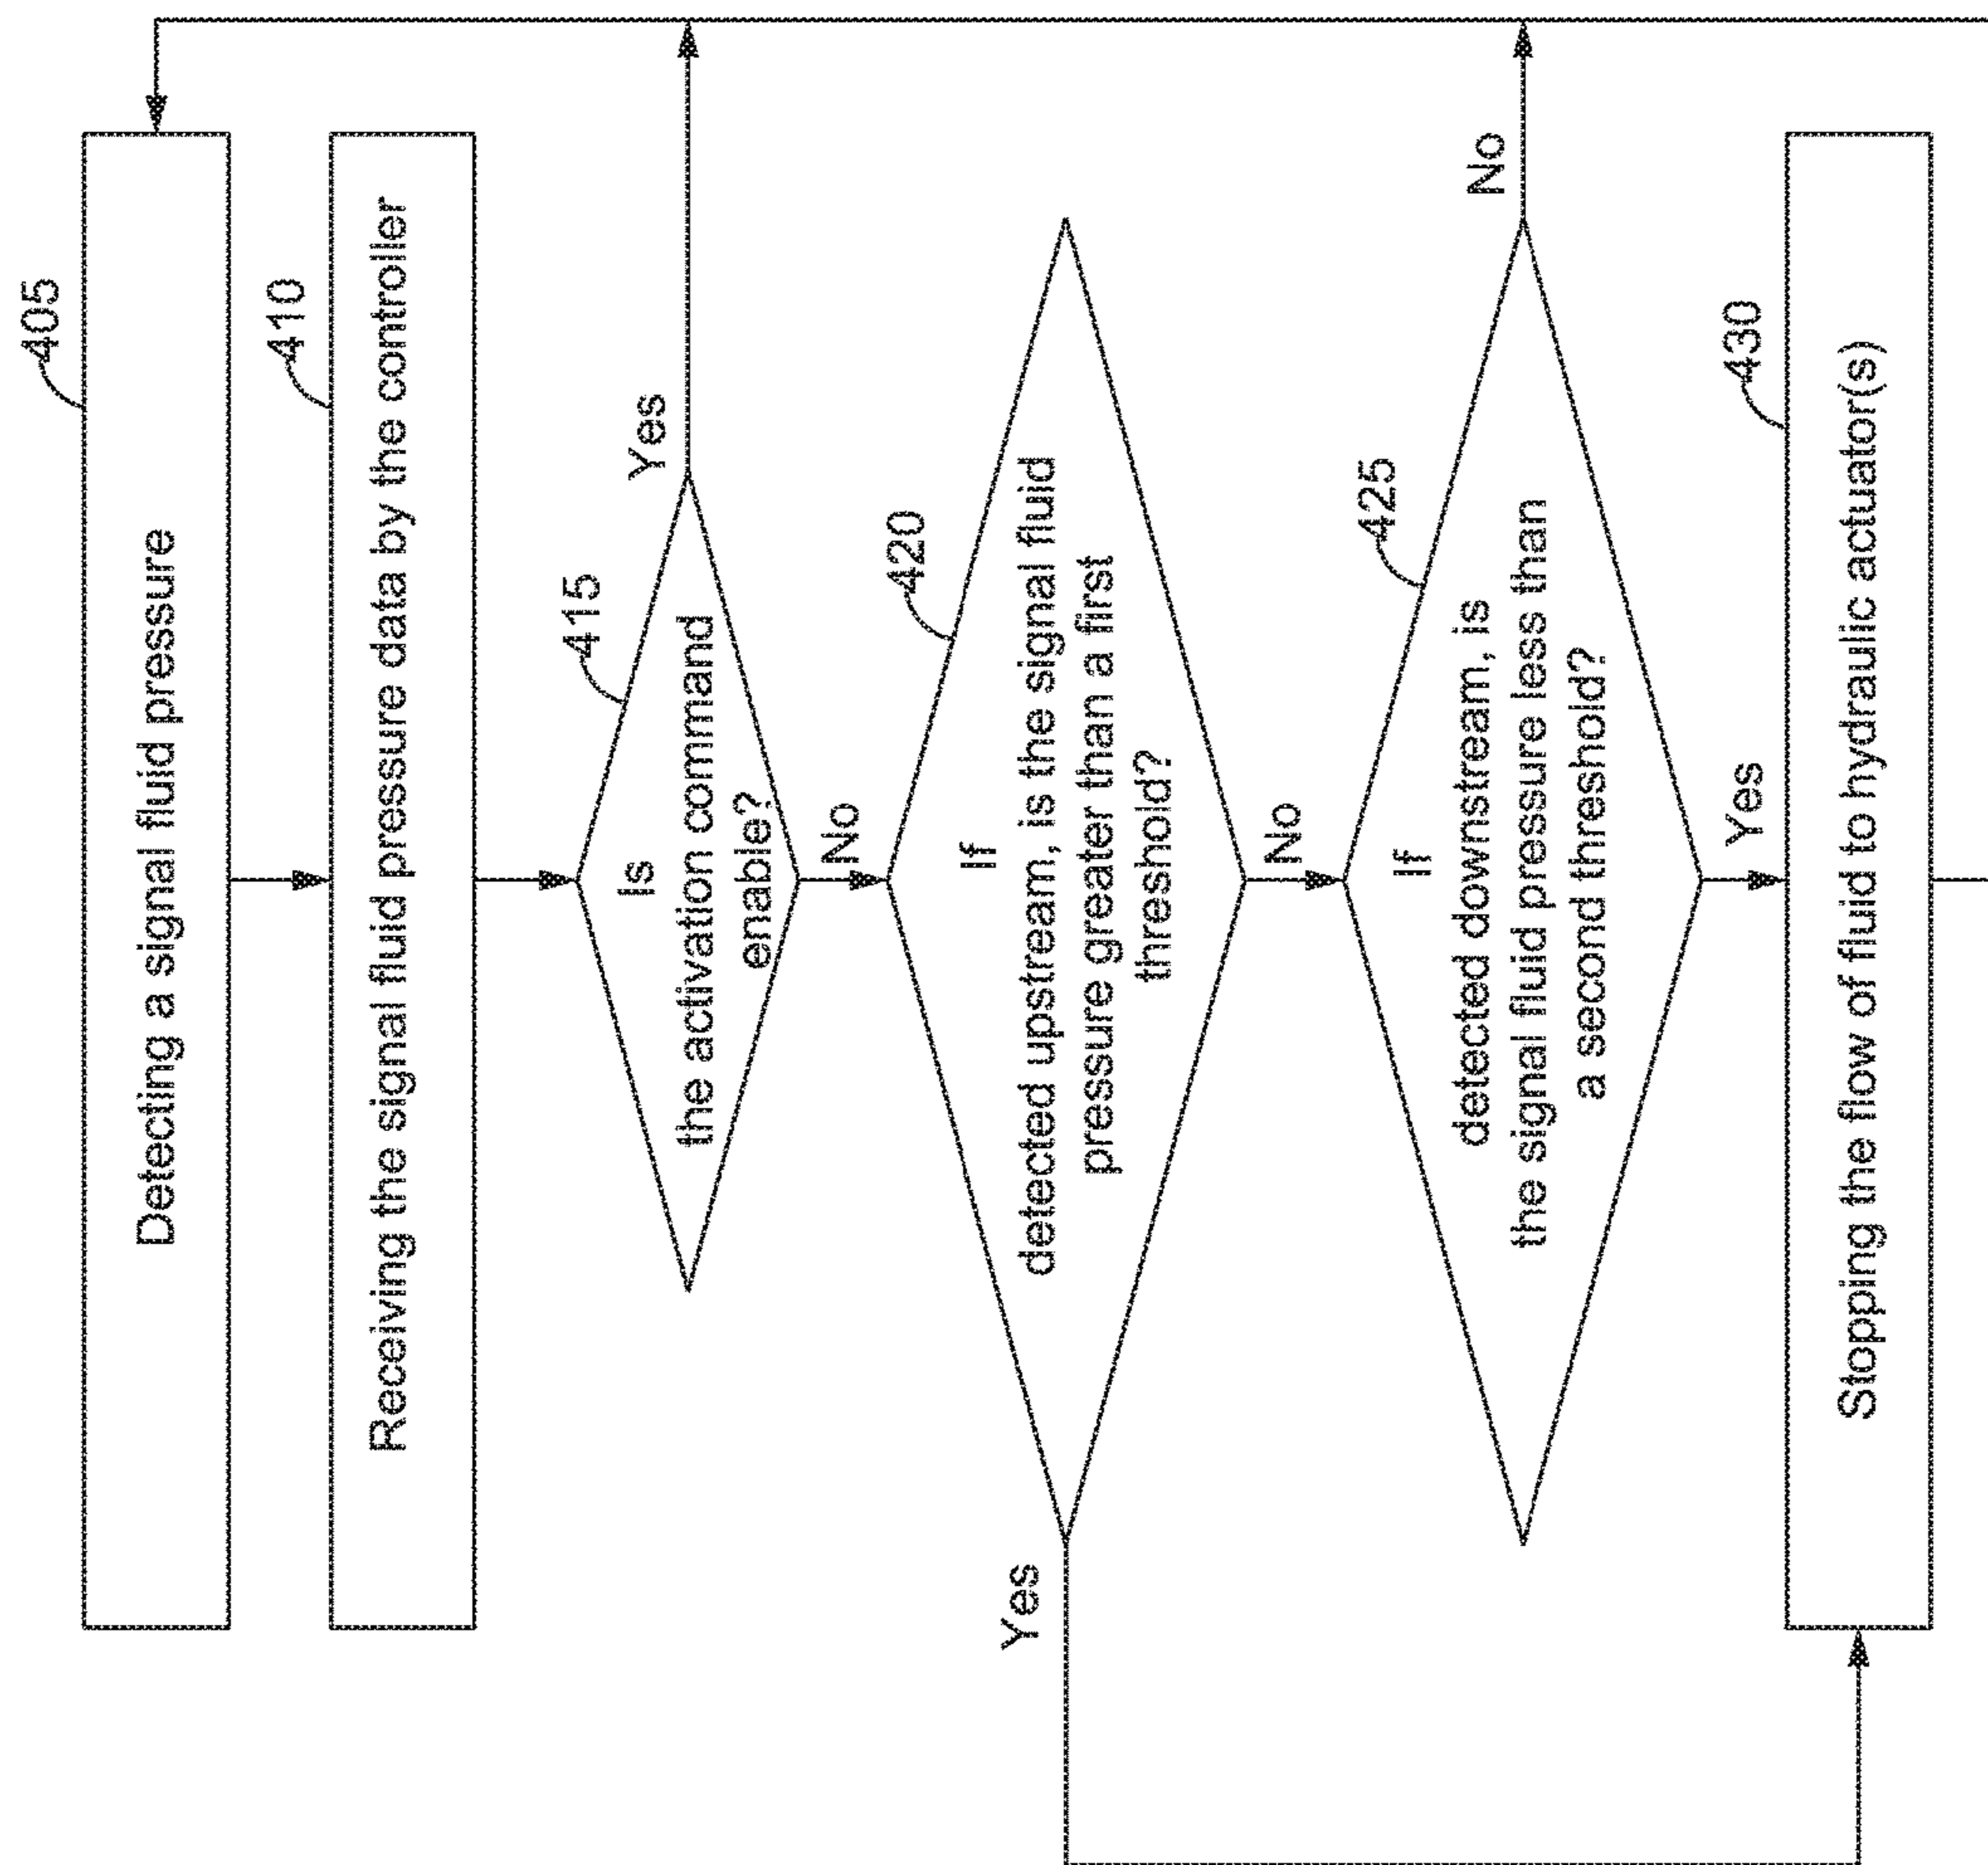 405
Detecting a signal fluid pressure
410
Receiving the signal fluid pressure data by the controller
415
Is
the activation command
enable?
Yes
No
420
If
detected upstream, is the signal fluid
pressure greater than a first
threshold?
Yes
No
425
If
detected downstream, is
the signal fluid pressure less than
a second threshold?
No
Yes
430
Stopping the flow of fluid to hydraulic actuator(s)